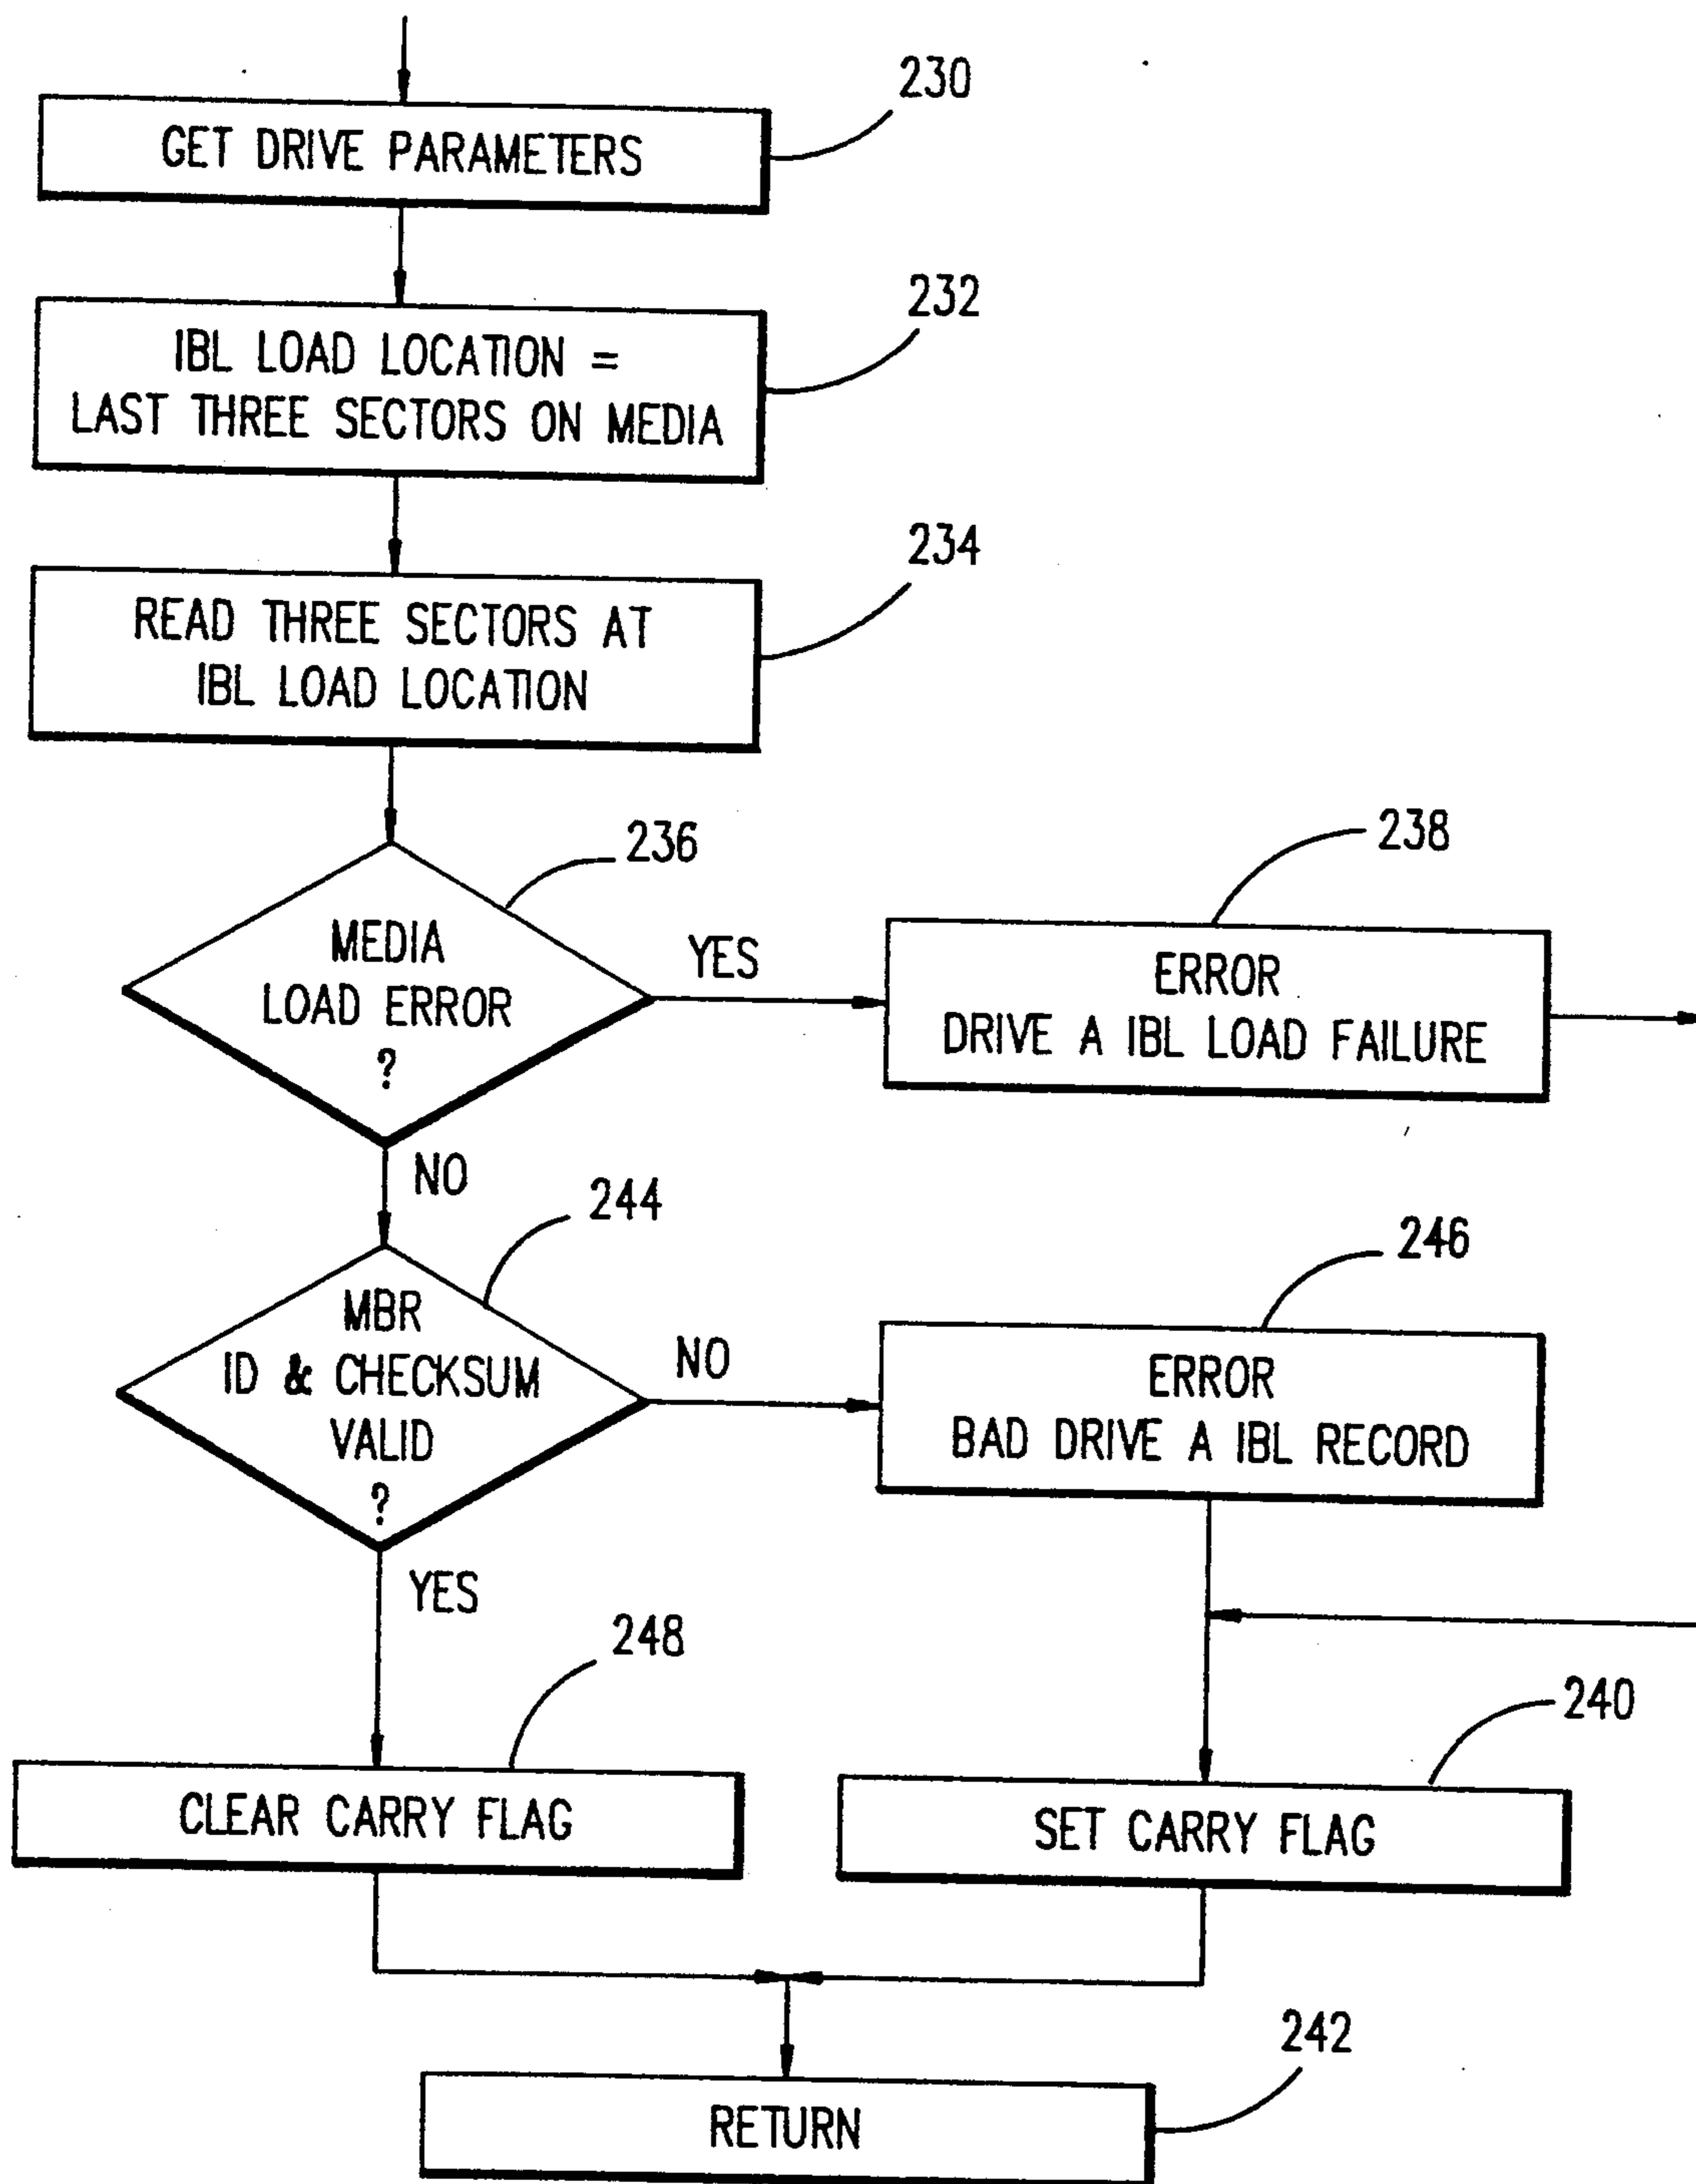 230
GET DRIVE PARAMETERS
232
IBL LOAD LOCATION =
LAST THREE SECTORS ON MEDIA
234
READ THREE SECTORS AT
IBL LOAD LOCATION
236
238
MEDIA
LOAD ERROR
?
YES
ERROR
DRIVE A IBL LOAD FAILURE
NO
244
246
MBR
ID & CHECKSUM
VALID
?
NO
ERROR
BAD DRIVE A IBL RECORD
YES
248
240
CLEAR CARRY FLAG
SET CARRY FLAG
242
RETURN